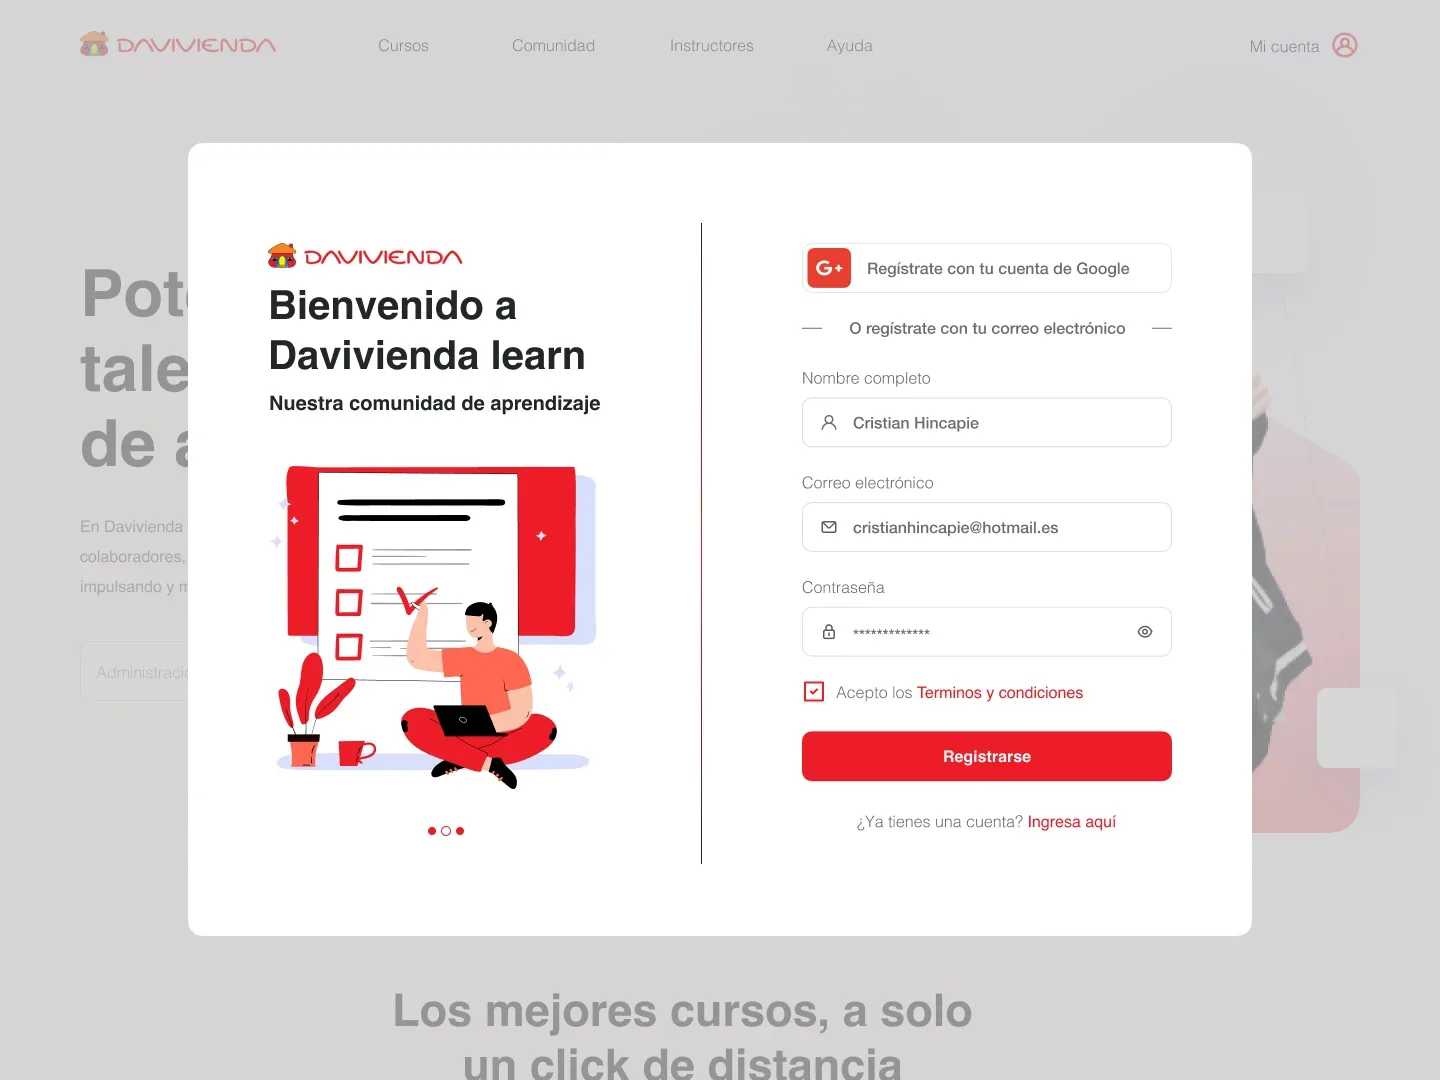 DAVIVIENDA
Cursos
Comunidad
Instructores
Ayuda
Mi cuenta
DAVIVIENDA
Bienvenido a
Davivienda learn
Nuestra comunidad de aprendizaje
G+
Regístrate con tu cuenta de Google
O regístrate con tu correo electrónico
Nombre completo
Cristian Hincapie
Correo electrónico
cristianhincapie@hotmail.es
Contraseña
*************
Acepto los Terminos y condiciones
Registrarse
¿Ya tienes una cuenta? Ingresa aquí
de
En Davivienda
colaboradores,
impulsando y
Los mejores cursos, a solo
un click de distancia